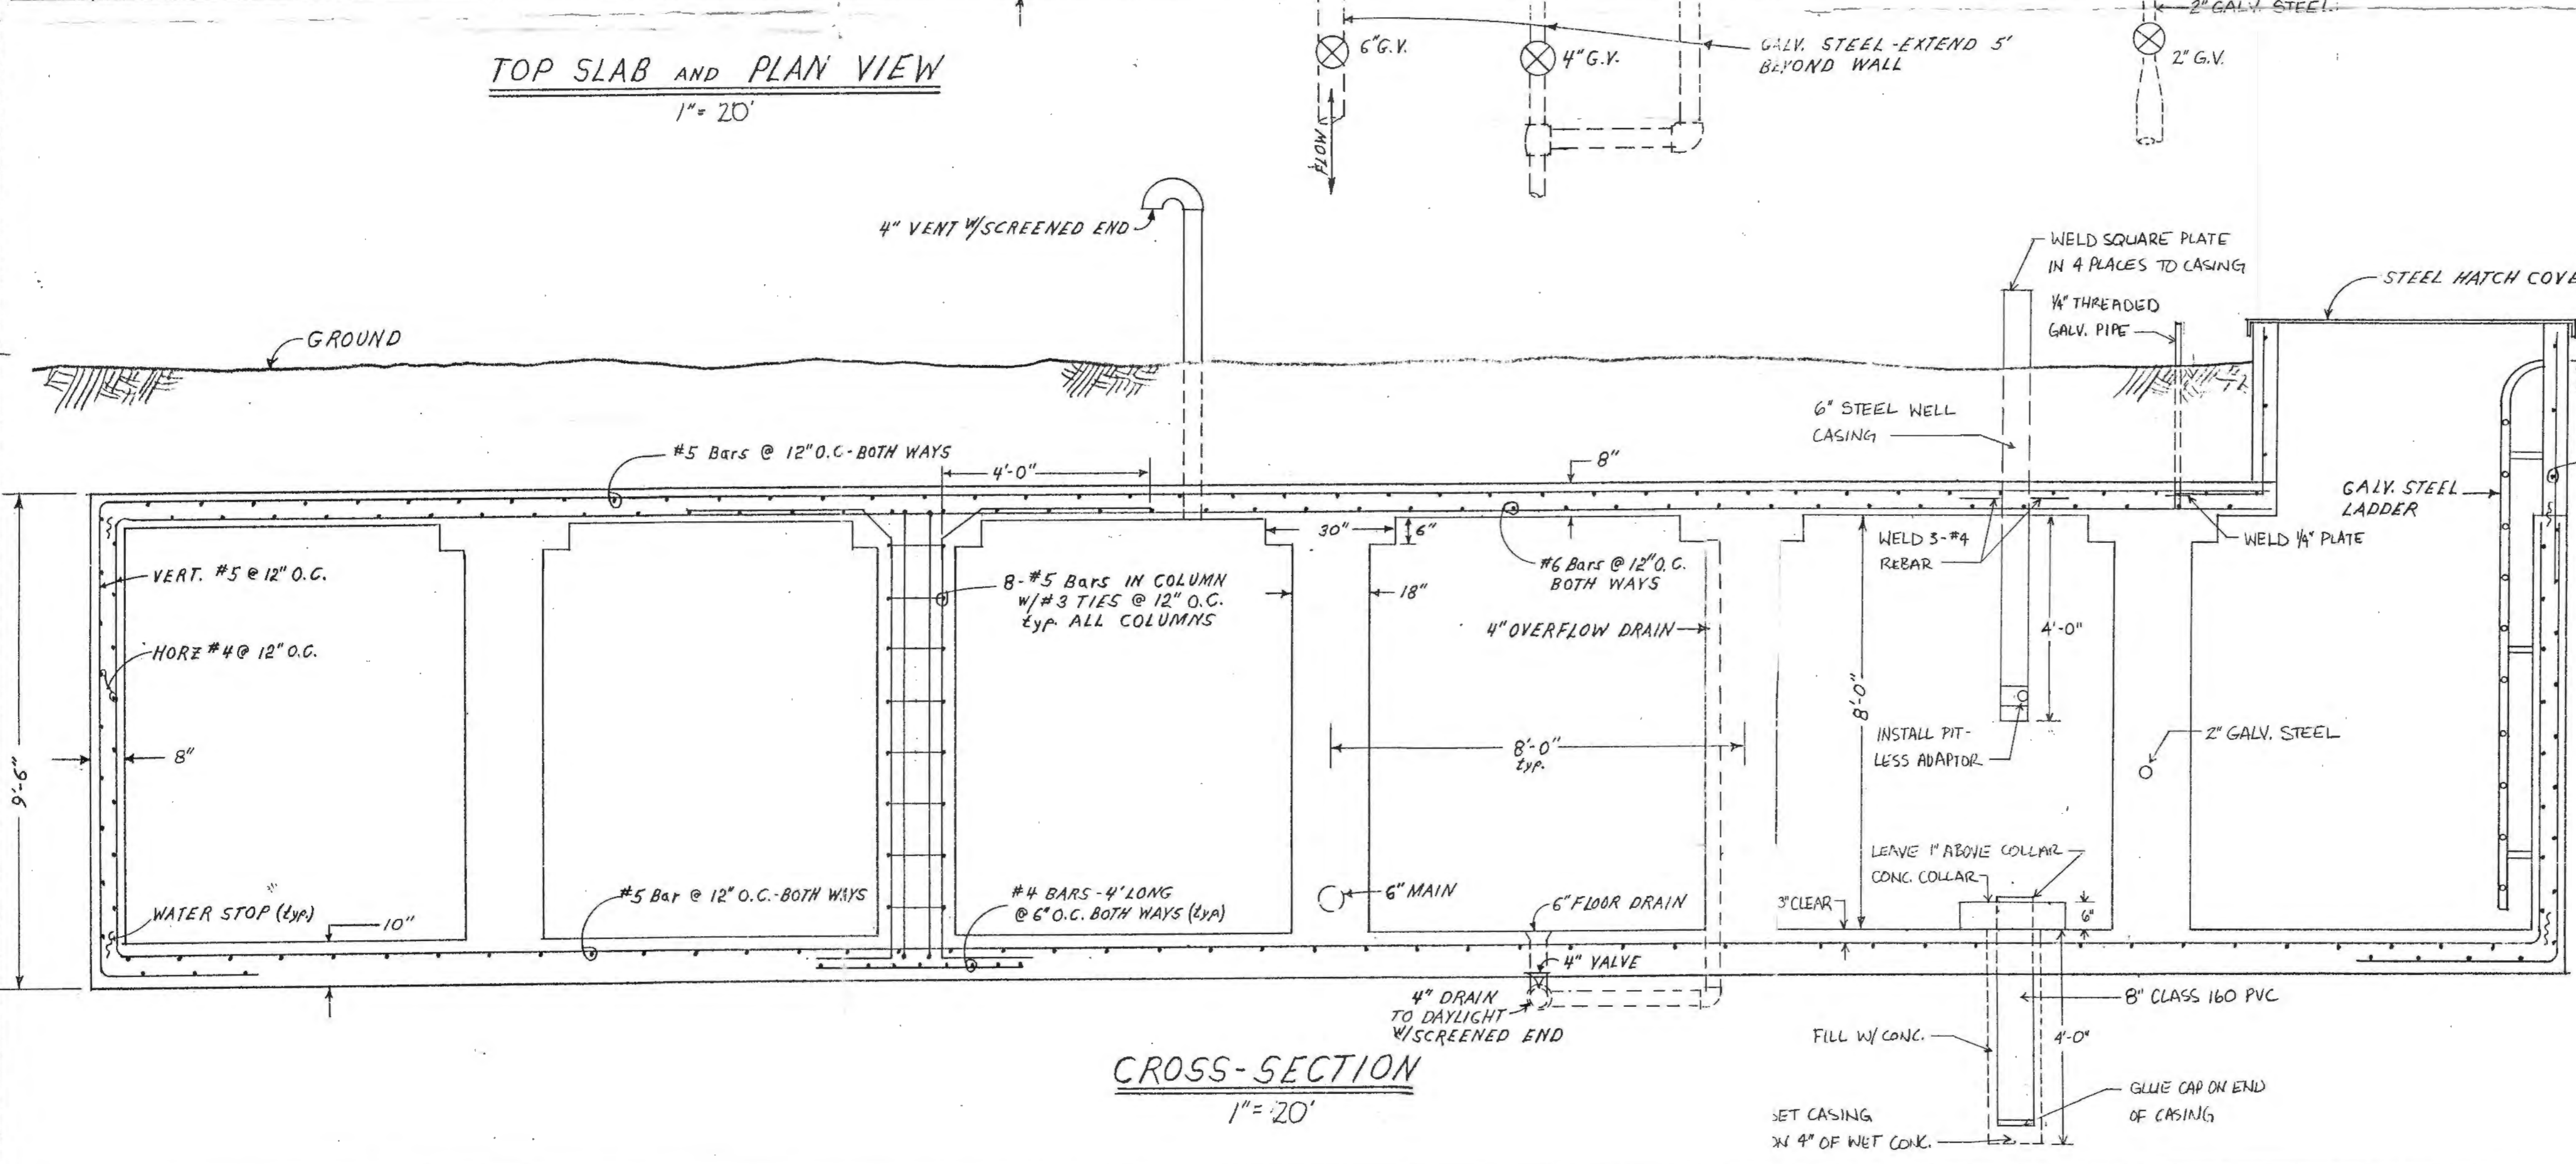 2" GALV. STEEL
TOP SLAB AND PLAN VIEW
1"= 20'
6" G.V.
4" G.V.
GALV. STEEL - EXTEND 5'
BEYOND WALL
2" G.V.
FLOW
4" VENT W/SCREENED END
WELD SQUARE PLATE
IN 4 PLACES TO CASING
STEEL HATCH COVE
1/4" THREADED
GALV. PIPE
GROUND
6" STEEL WELL
CASING
#5 Bars @ 12" O.C.- BOTH WAYS
4'-0"
8"
GALV. STEEL
LADDER
30"
6"
WELD 3-#4
REBAR
WELD 1/4" PLATE
VERT. #5 @ 12" O.C.
8-#5 Bars IN COLUMN
W/#3 TIES @ 12" O.C.
typ. ALL COLUMNS
18"
#6 Bars @ 12" O.C.
BOTH WAYS
4" OVERFLOW DRAIN
4'-0"
HORZ #4 @ 12" O.C.
8'-0"
8'-0"
typ.
INSTALL PIT-
LESS ADAPTOR
2" GALV. STEEL
9'-6"
8"
LEAVE 1" ABOVE COLLAR
CONC. COLLAR
#5 Bar @ 12" O.C.- BOTH WAYS
#4 BARS - 4' LONG
@ 6" O.C. BOTH WAYS (typ)
6" MAIN
6" FLOOR DRAIN
3" CLEAR
6"
WATER STOP (typ)
10"
4" VALVE
4" DRAIN
TO DAYLIGHT
W/SCREENED END
8" CLASS 160 PVC
FILL W/ CONC.
4'-0"
CROSS-SECTION
1"= 20'
GLUE CAP ON END
OF CASING
SET CASING
ON 4" OF WET CONC.